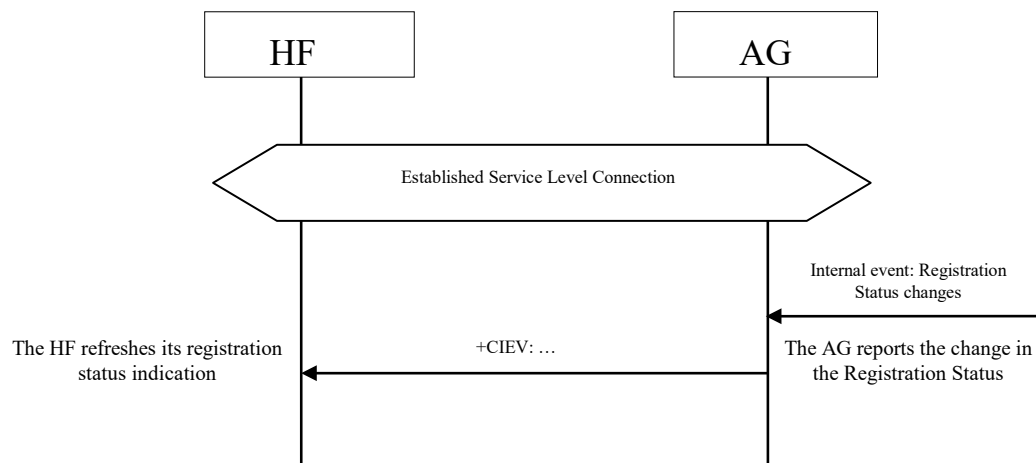 HF
AG
Established Service Level Connection
Internal event: Registration
Status changes
The HF refreshes its registration
status indication
+CIEV: …
The AG reports the change in
the Registration Status